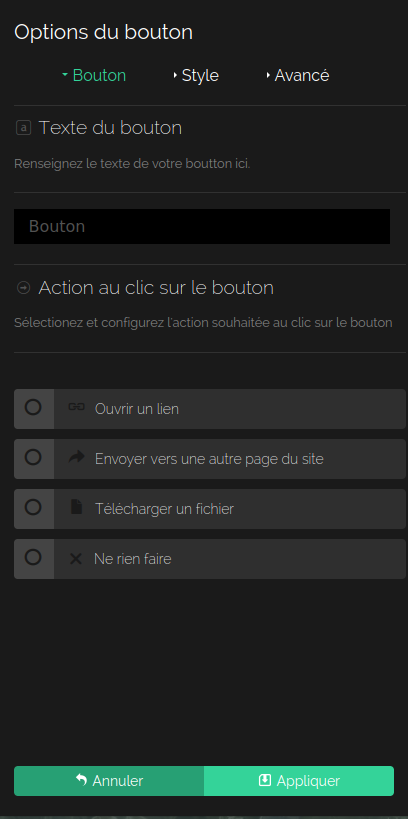 Options du bouton
Bouton Style Avancé
a Texte du bouton
Renseignez le texte de votre boutton ici.
Bouton
Action au clic sur le bouton
Sélectionez et configurez l'action souhaitée au clic sur le bouton
Ouvrir un lien
Envoyer vers une autre page du site
Télécharger un fichier
Ne rien faire
Annuler Appliquer